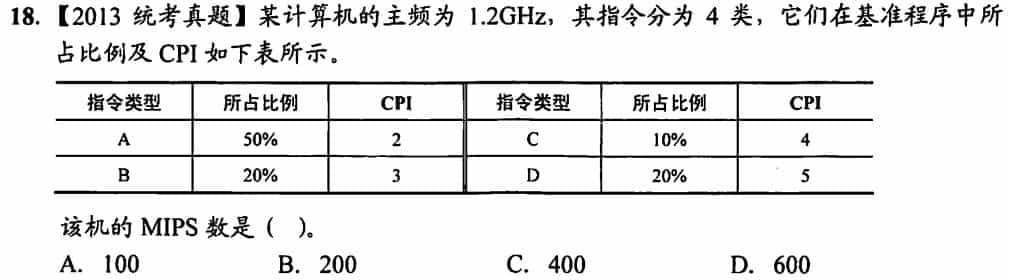 18.【2013 统考真题】某计算机的主频为 1.2GHz，其指令分为 4 类，它们在基准程序中所
占比例及 CPI 如下表所示。
指令类型 所占比例 CPI 指令类型 所占比例 CPI
A 50% 2 C 10% 4
B 20% 3 D 20% 5
该机的 MIPS 数是（ ）。
A. 100 B. 200 C. 400 D. 600